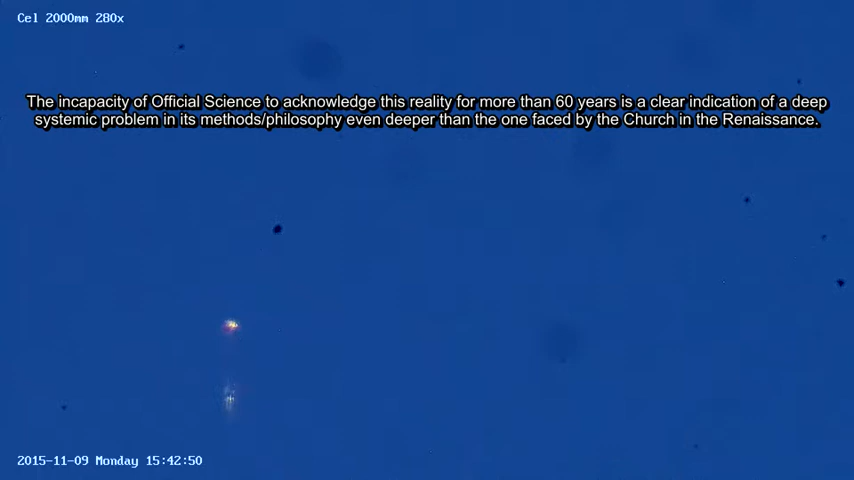 Cel 2000mm 280x
The incapacity of Official Science to acknowledge this reality for more than 60 years is a clear indication of a deep
systemic problem in its methods/philosophy even deeper than the one faced by the Church in the Renaissance.
2015-11-09 Monday 15:42:50